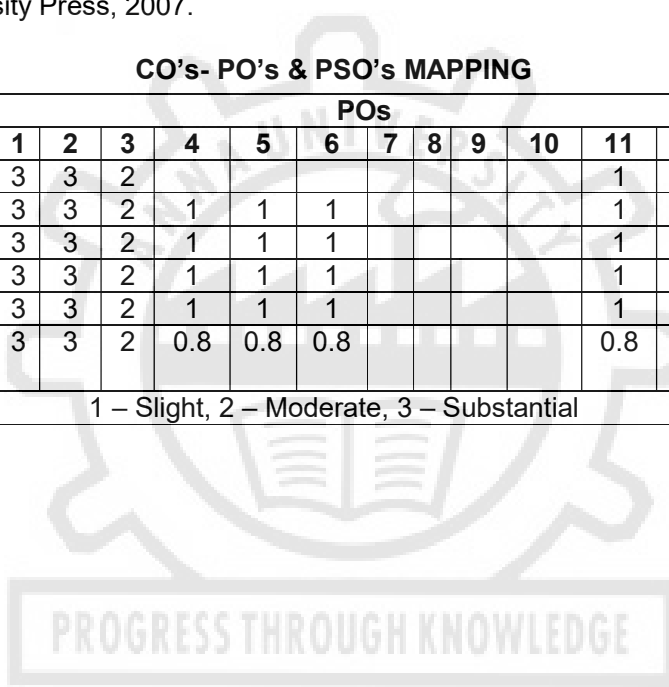 sity Press, 2007.
CO's- PO's & PSO's MAPPING
POs
1 2 3 4 5 6 7 8 9 10 11
3 3 2 1
3 3 2 1 1 1 1
3 3 2 1 1 1 1
3 3 2 1 1 1 1
3 3 2 1 1 1 1
3 3 2 0.8 0.8 0.8 0.8
1 – Slight, 2 – Moderate, 3 – Substantial
ANNA UNIVERSITY
PROGRESS THROUGH KNOWLEDGE